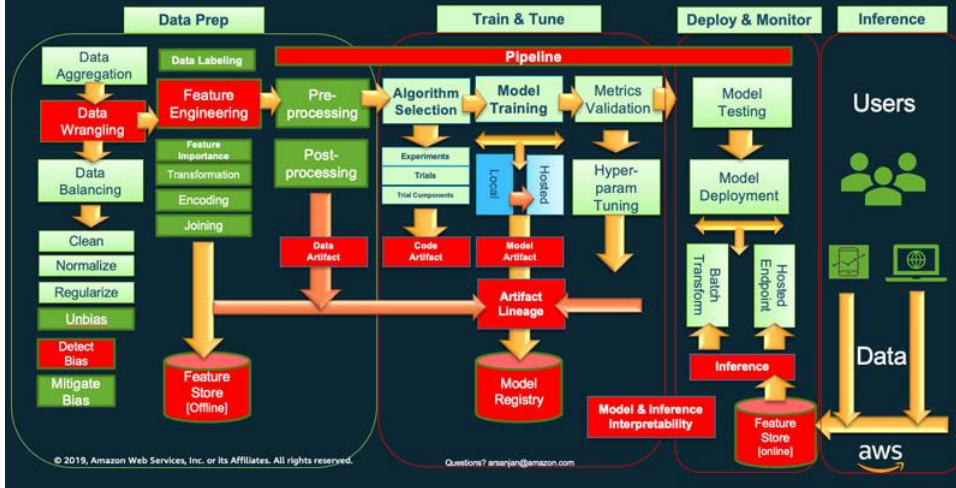 Data Prep
Train & Tune
Deploy & Monitor
Inference
Pipeline
Data
Aggregation
Data
Wrangling
Data
Balancing
Clean
Normalize
Regularize
Unbias
Detect
Bias
Mitigate
Bias
Data Labeling
Feature
Engineering
Feature
Importance
Transformation
Encoding
Joining
Feature
Store
[Offline]
Pre-
processing
Post-
processing
Data
Artifact
Algorithm
Selection
Experiments
Trials
Trial Components
Code
Artifact
Model
Training
Local
Hosted
Model
Artifact
Artifact
Lineage
Model
Registry
Metrics
Validation
Hyper-
param
Tuning
Model & Inference
Interpretability
Model
Testing
Model
Deployment
Batch
Transform
Hosted
Endpoint
Inference
Feature
Store
[online]
Users
Data
aws
© 2019, Amazon Web Services, Inc. or its Affiliates. All rights reserved.
Questions? arsanjan@amazon.com